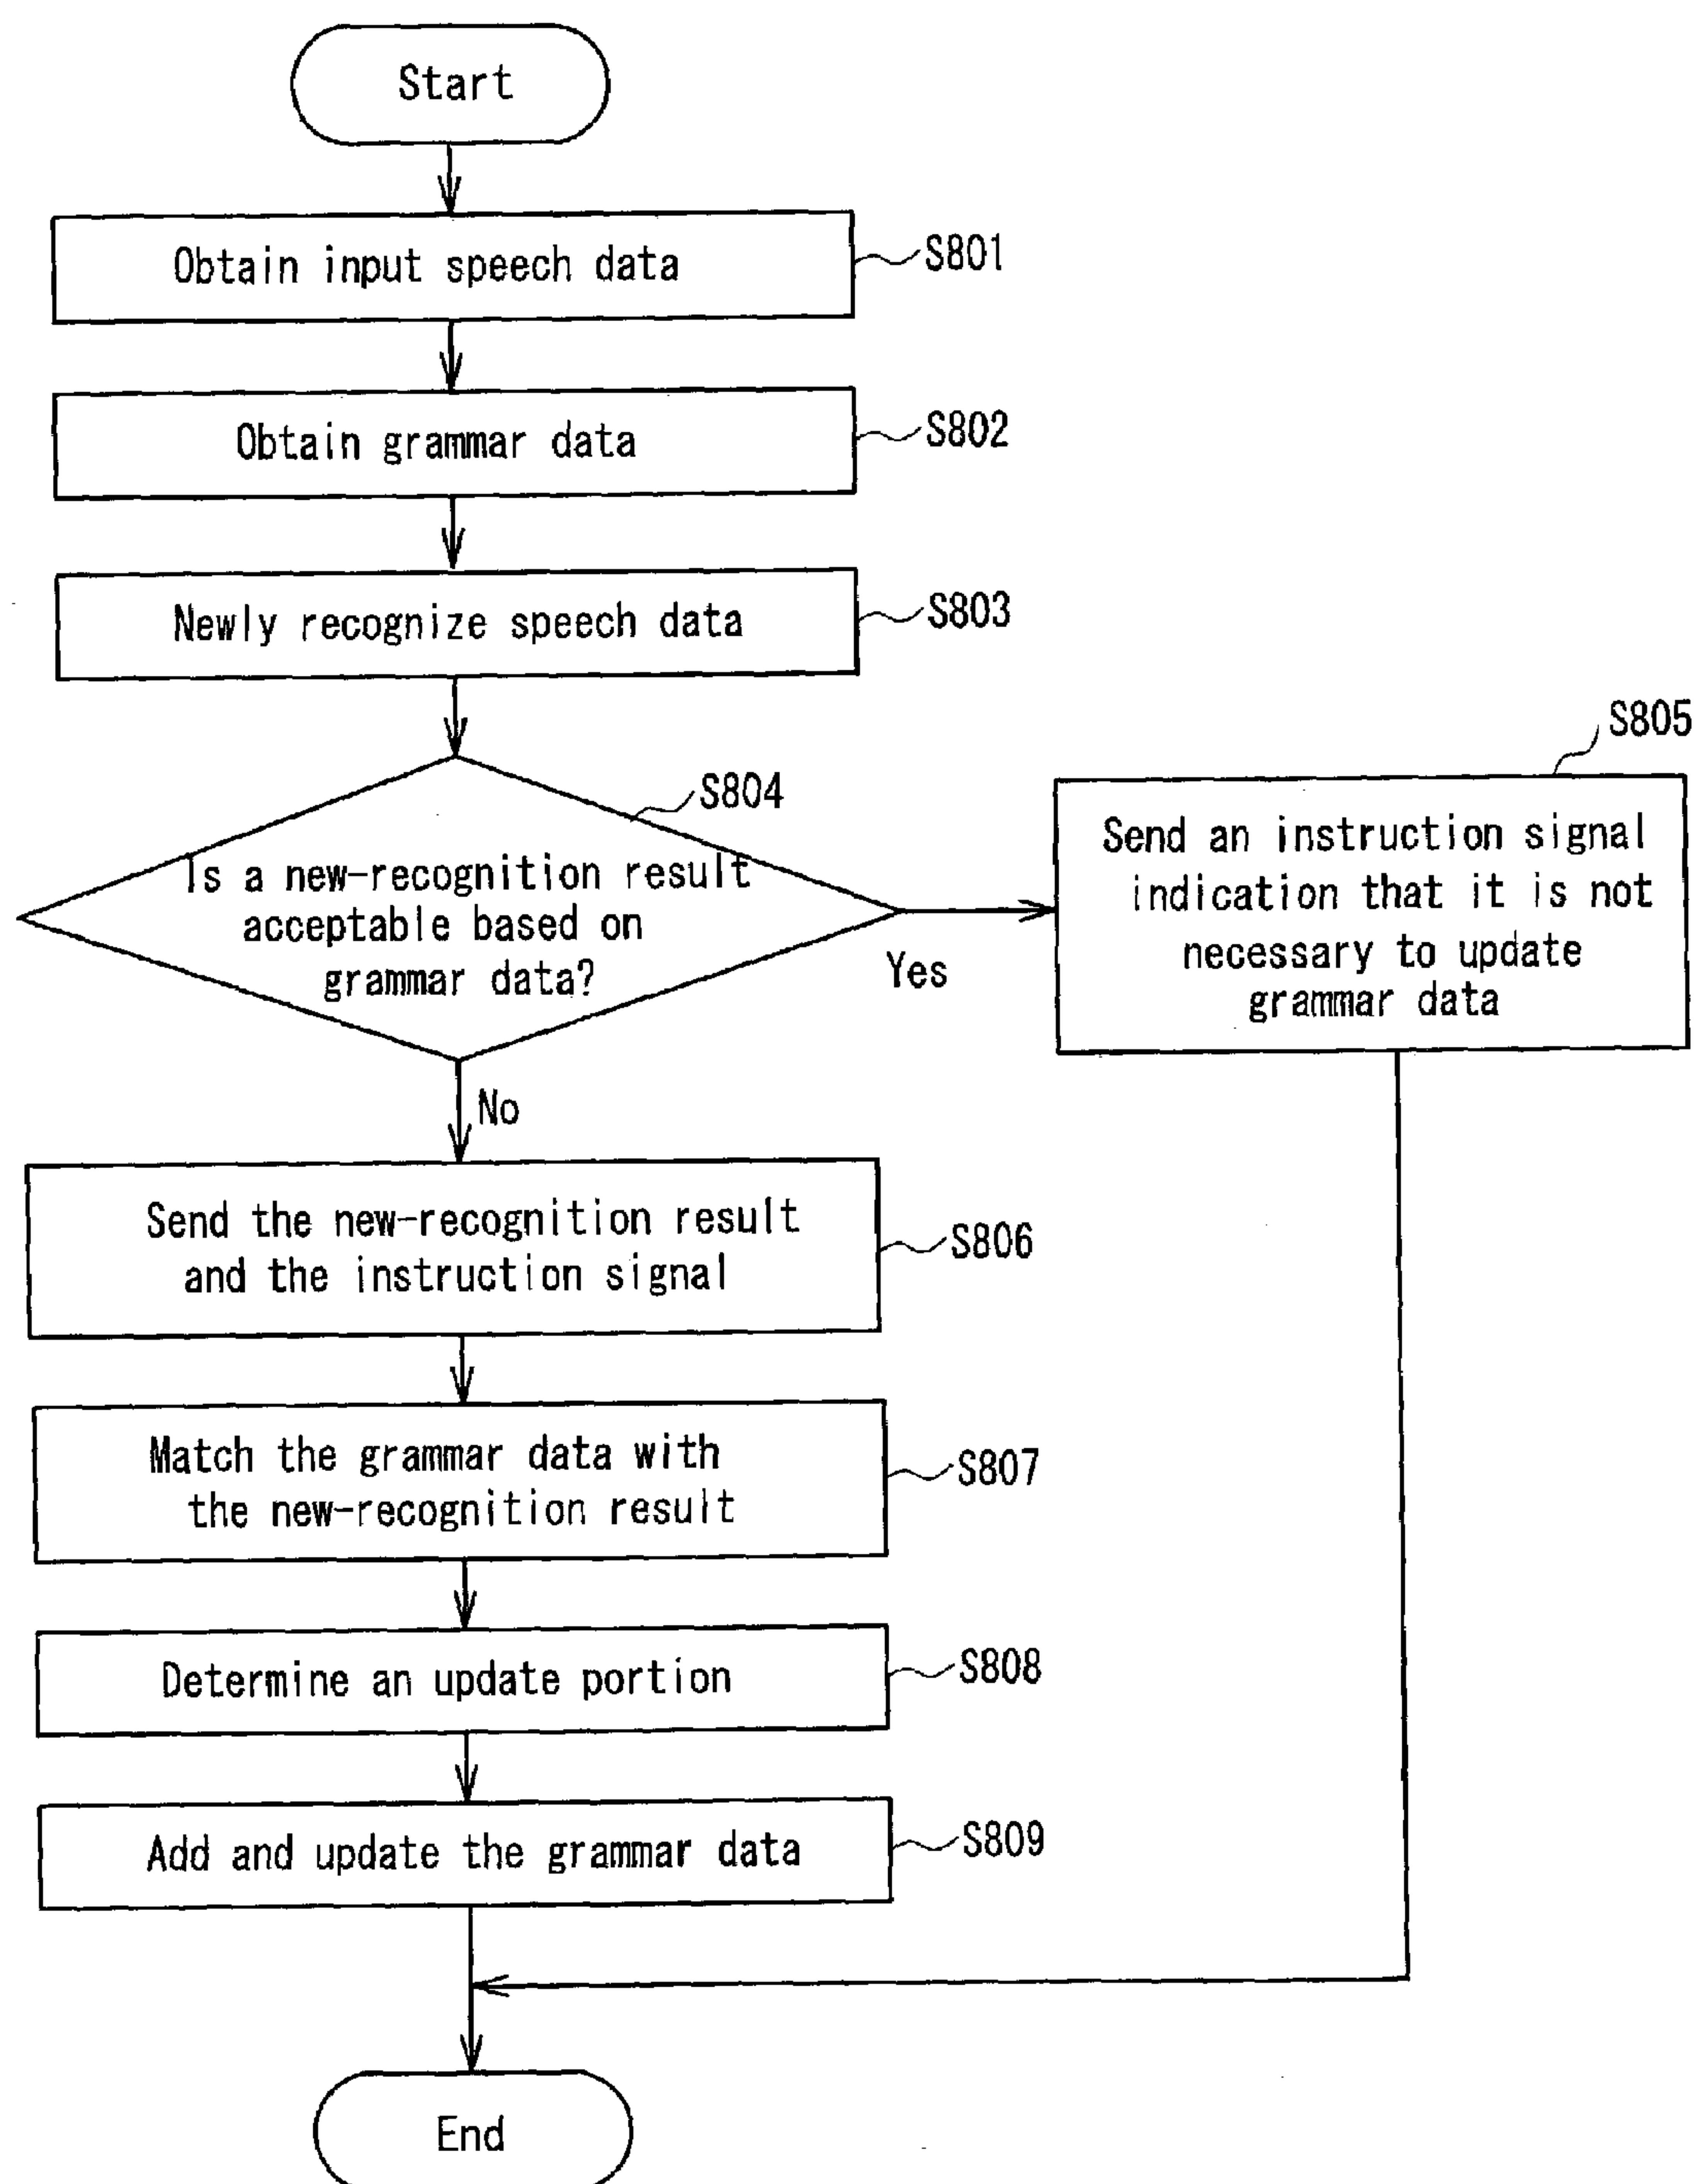 Start
Obtain input speech data
S801
Obtain grammar data
S802
Newly recognize speech data
S803
S804
Is a new-recognition result
acceptable based on
grammar data?
Yes
No
S805
Send an instruction signal
indication that it is not
necessary to update
grammar data
Send the new-recognition result
and the instruction signal
S806
Match the grammar data with
the new-recognition result
S807
Determine an update portion
S808
Add and update the grammar data
S809
End